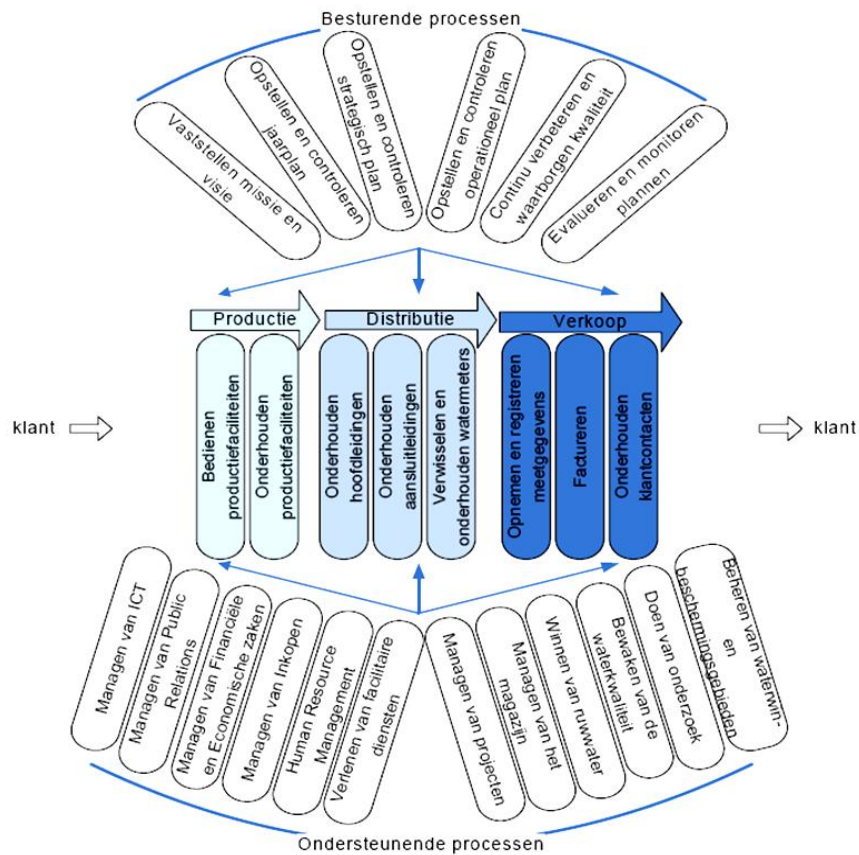 Besturende processen
Vaststellen missie en
visie
Opstellen en controleren
jaarplan
Opstellen en controleren
strategisch plan
Opstellen en controleren
operationeel plan
Continu verbeteren en
waarborgen kwaliteit
Evalueren en monitoren
plannen
Productie
Distributie
Verkoop
klant
Bedienen
productiefaciliteiten
Onderhouden
productiefaciliteiten
Onderhouden
hoofdleidingen
Onderhouden
aansluitleidingen
Verwisselen en
onderhouden watermeters
Opnemen en registreren
meetgegevens
Factureren
Onderhouden
klantcontacten
klant
Managen van ICT
Managen van Public
Relations
Managen van Financiële
en Economische zaken
Managen van Inkopen
Human Resource
Management
Verlenen van facilitaire
diensten
Managen van projecten
Managen van het
magazijn
Winnen van ruwwater
Bewaken van de
waterkwaliteit
Doen van onderzoek
Beheren van waterwin-
en
beschermingsgebieden
Ondersteunende processen